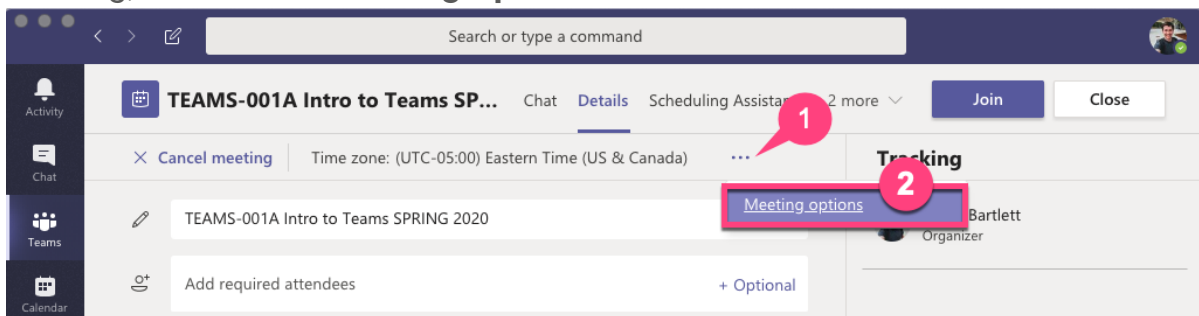 Search or type a command
Activity
Chat
Teams
Calendar
TEAMS-001A Intro to Teams SP... Chat Details Scheduling 2 more Join Close
Cancel meeting Time zone: (UTC-05:00) Eastern Time (US & Canada) ... 1
Tracking
TEAMS-001A Intro to Teams SPRING 2020
Meeting options 2
Bartlett
Organizer
Add required attendees + Optional